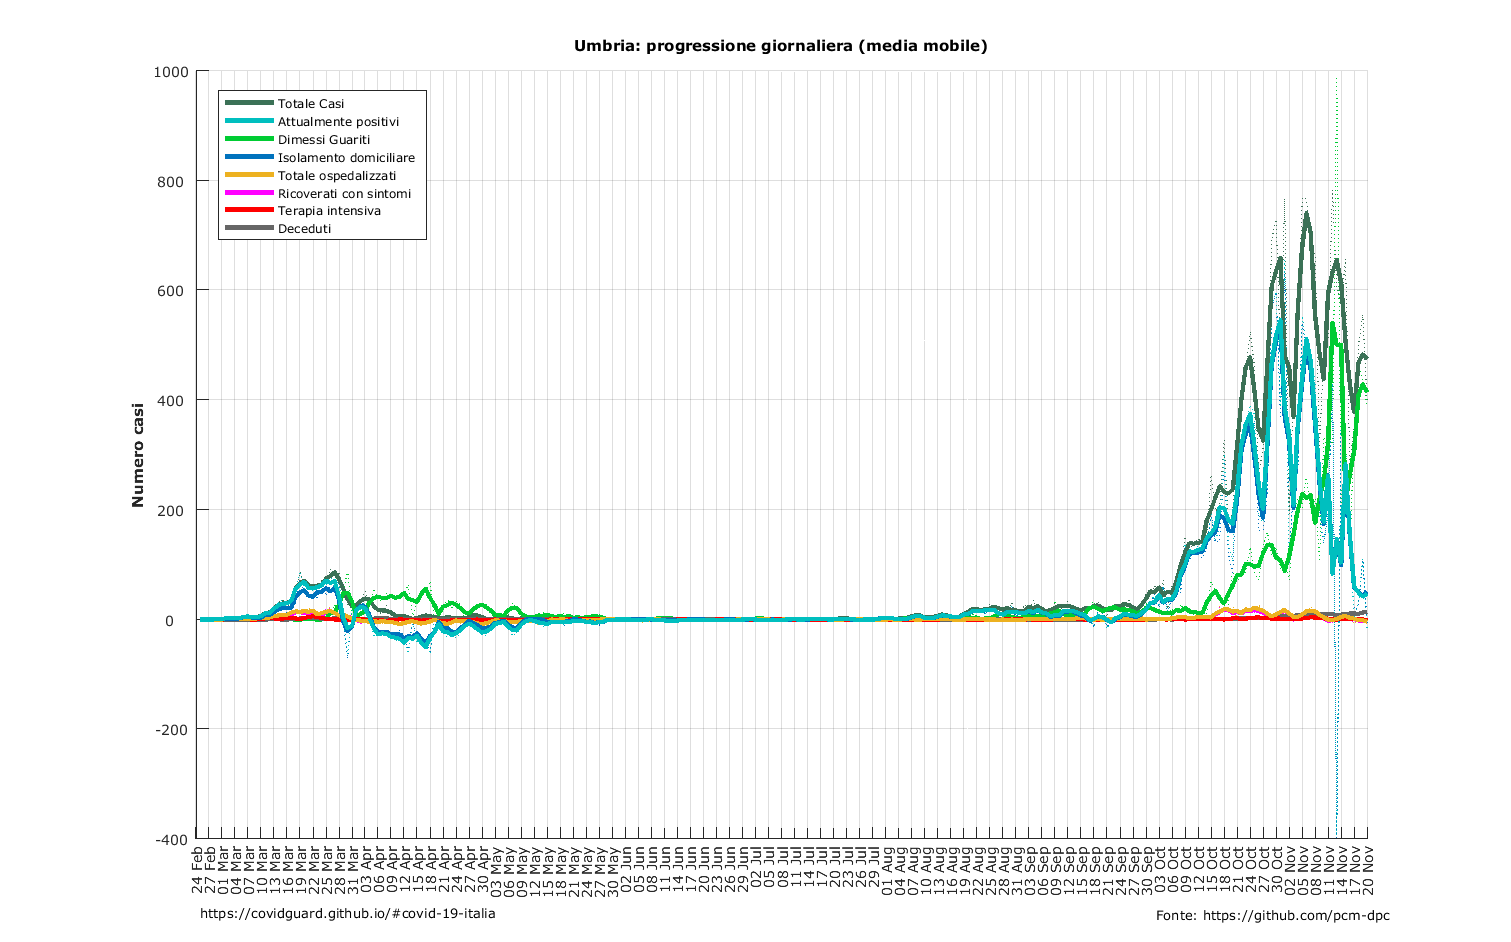 Umbria: progressione giornaliera (media mobile)
1000
800
600
400
200
0
-200
-400
Numero casi
Totale Casi
Attualmente positivi
Dimessi Guariti
Isolamento domiciliare
Totale ospedalizzati
Ricoverati con sintomi
Terapia intensiva
Deceduti
24 Feb
27 Feb
01 Mar
04 Mar
07 Mar
10 Mar
13 Mar
16 Mar
19 Mar
22 Mar
25 Mar
28 Mar
31 Mar
03 Apr
06 Apr
09 Apr
12 Apr
15 Apr
18 Apr
21 Apr
24 Apr
27 Apr
30 Apr
03 May
06 May
09 May
12 May
15 May
18 May
21 May
24 May
27 May
30 May
02 Jun
05 Jun
08 Jun
11 Jun
14 Jun
17 Jun
20 Jun
23 Jun
26 Jun
29 Jun
02 Jul
05 Jul
08 Jul
11 Jul
14 Jul
17 Jul
20 Jul
23 Jul
26 Jul
29 Jul
01 Aug
04 Aug
07 Aug
10 Aug
13 Aug
16 Aug
19 Aug
22 Aug
25 Aug
28 Aug
31 Aug
03 Sep
06 Sep
09 Sep
12 Sep
15 Sep
18 Sep
21 Sep
24 Sep
27 Sep
30 Sep
03 Oct
06 Oct
09 Oct
12 Oct
15 Oct
18 Oct
21 Oct
24 Oct
27 Oct
30 Oct
02 Nov
05 Nov
08 Nov
11 Nov
14 Nov
17 Nov
20 Nov
https://covidguard.github.io/#covid-19-italia
Fonte: https://github.com/pcm-dpc